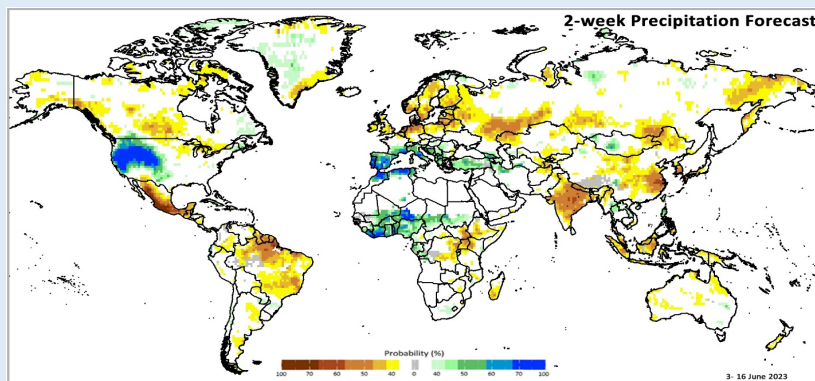 2-week Precipitation Forecast
Probability (%)
100 70 60 50 40 0 40 50 60 70 100
3- 16 June 2023